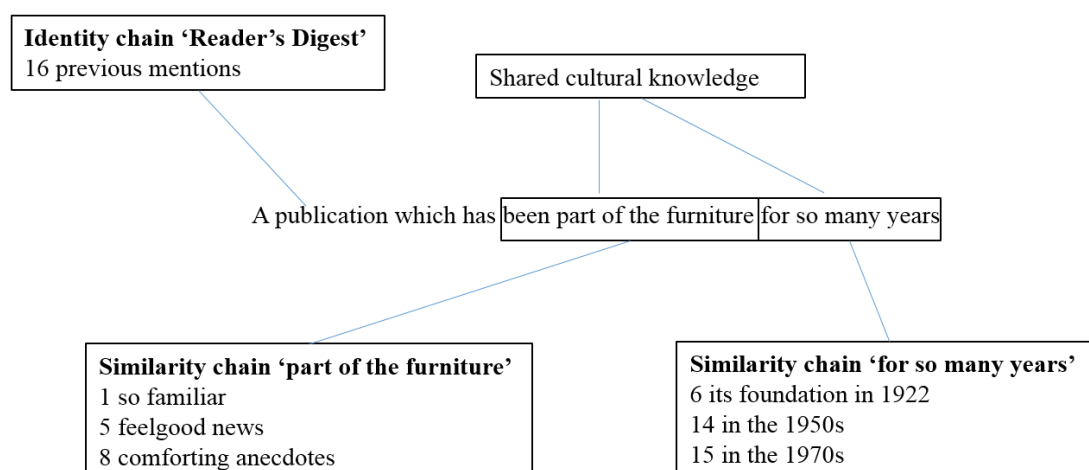 Identity chain ‘Reader’s Digest’
16 previous mentions
Shared cultural knowledge
A publication which has been part of the furniture for so many years
Similarity chain ‘part of the furniture’
1 so familiar
5 feelgood news
8 comforting anecdotes
Similarity chain ‘for so many years’
6 its foundation in 1922
14 in the 1950s
15 in the 1970s